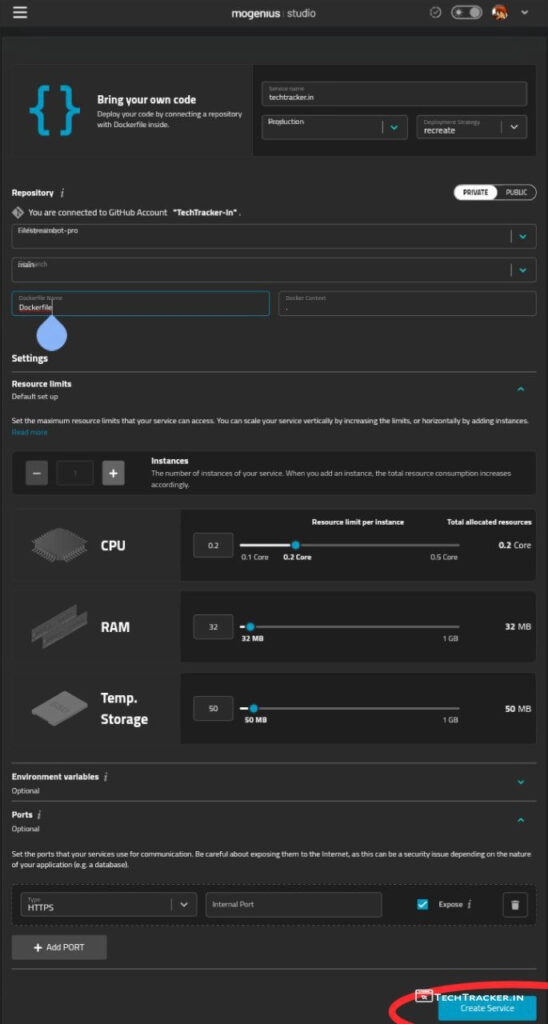 mogenius studio
Bring your own code
Deploy your code by connecting a repository
with Dockerfile inside.
Service name
techtracker.in
Production
Deployment Strategy
recreate
Repository i
PRIVATE PUBLIC
You are connected to GitHub Account "TechTracker-In" .
Filestreambot-pro
main
Dockerfile Name
Dockerfile
Docker Context
.
Settings
Resource limits
Default set up
Set the maximum resource limits that your service can access. You can scale your service vertically by increasing the limits, or horizontally by adding instances.
Read more
− 1 +
Instances
The number of instances of your service. When you add an instance, the total resource consumption increases
accordingly.
CPU
Resource limit per instance Total allocated resources
0.2
0.2 Core
0.1 Core 0.2 Core 0.5 Core
RAM
32
32 MB
32 MB 1 GB
Temp.
Storage
50
50 MB
50 MB 1 GB
Environment variables i
Optional
Ports i
Optional
Set the ports that your services use for communication. Be careful about exposing them to the Internet, as this can be a security issue depending on the nature
of your application (e.g. a database).
Type
HTTPS
Internal Port
Expose i
+ Add PORT
TECHTRACKER.IN
Create Service